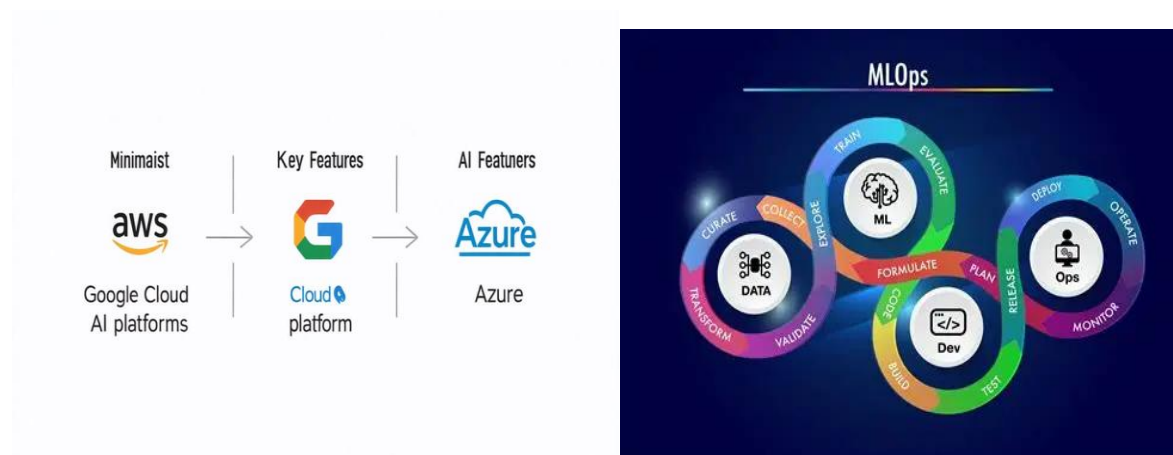 Minimaist
Key Features
AI Featuners
aws
G
Azure
Google Cloud
AI platforms
Cloud
platform
Azure
MLOps
CURATE
COLLECT
EXPLORE
VALIDATE
TRANSFORM
DATA
TRAIN
EVALUATE
ML
FORMULATE
PLAN
CODE
BUILD
TEST
RELEASE
Dev
DEPLOY
OPERATE
MONITOR
Ops